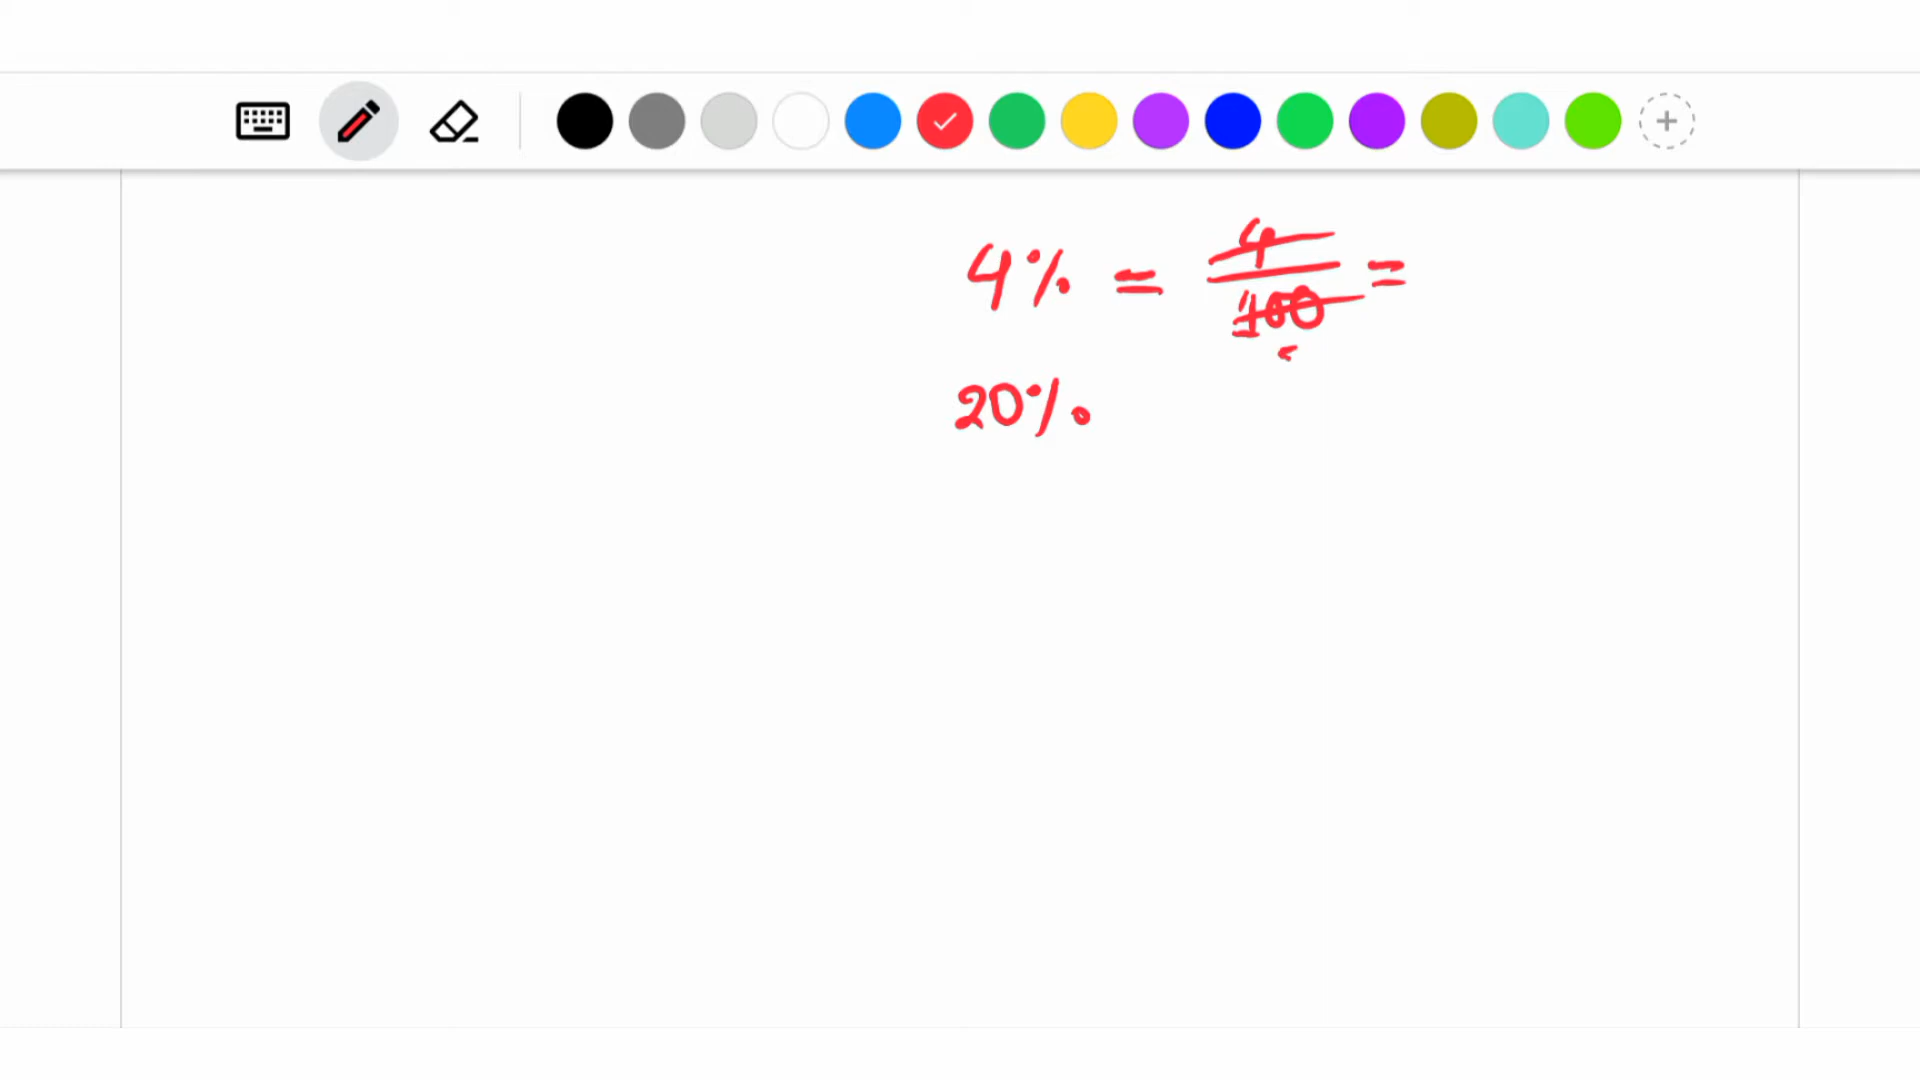 4% = 4/100 =
20%